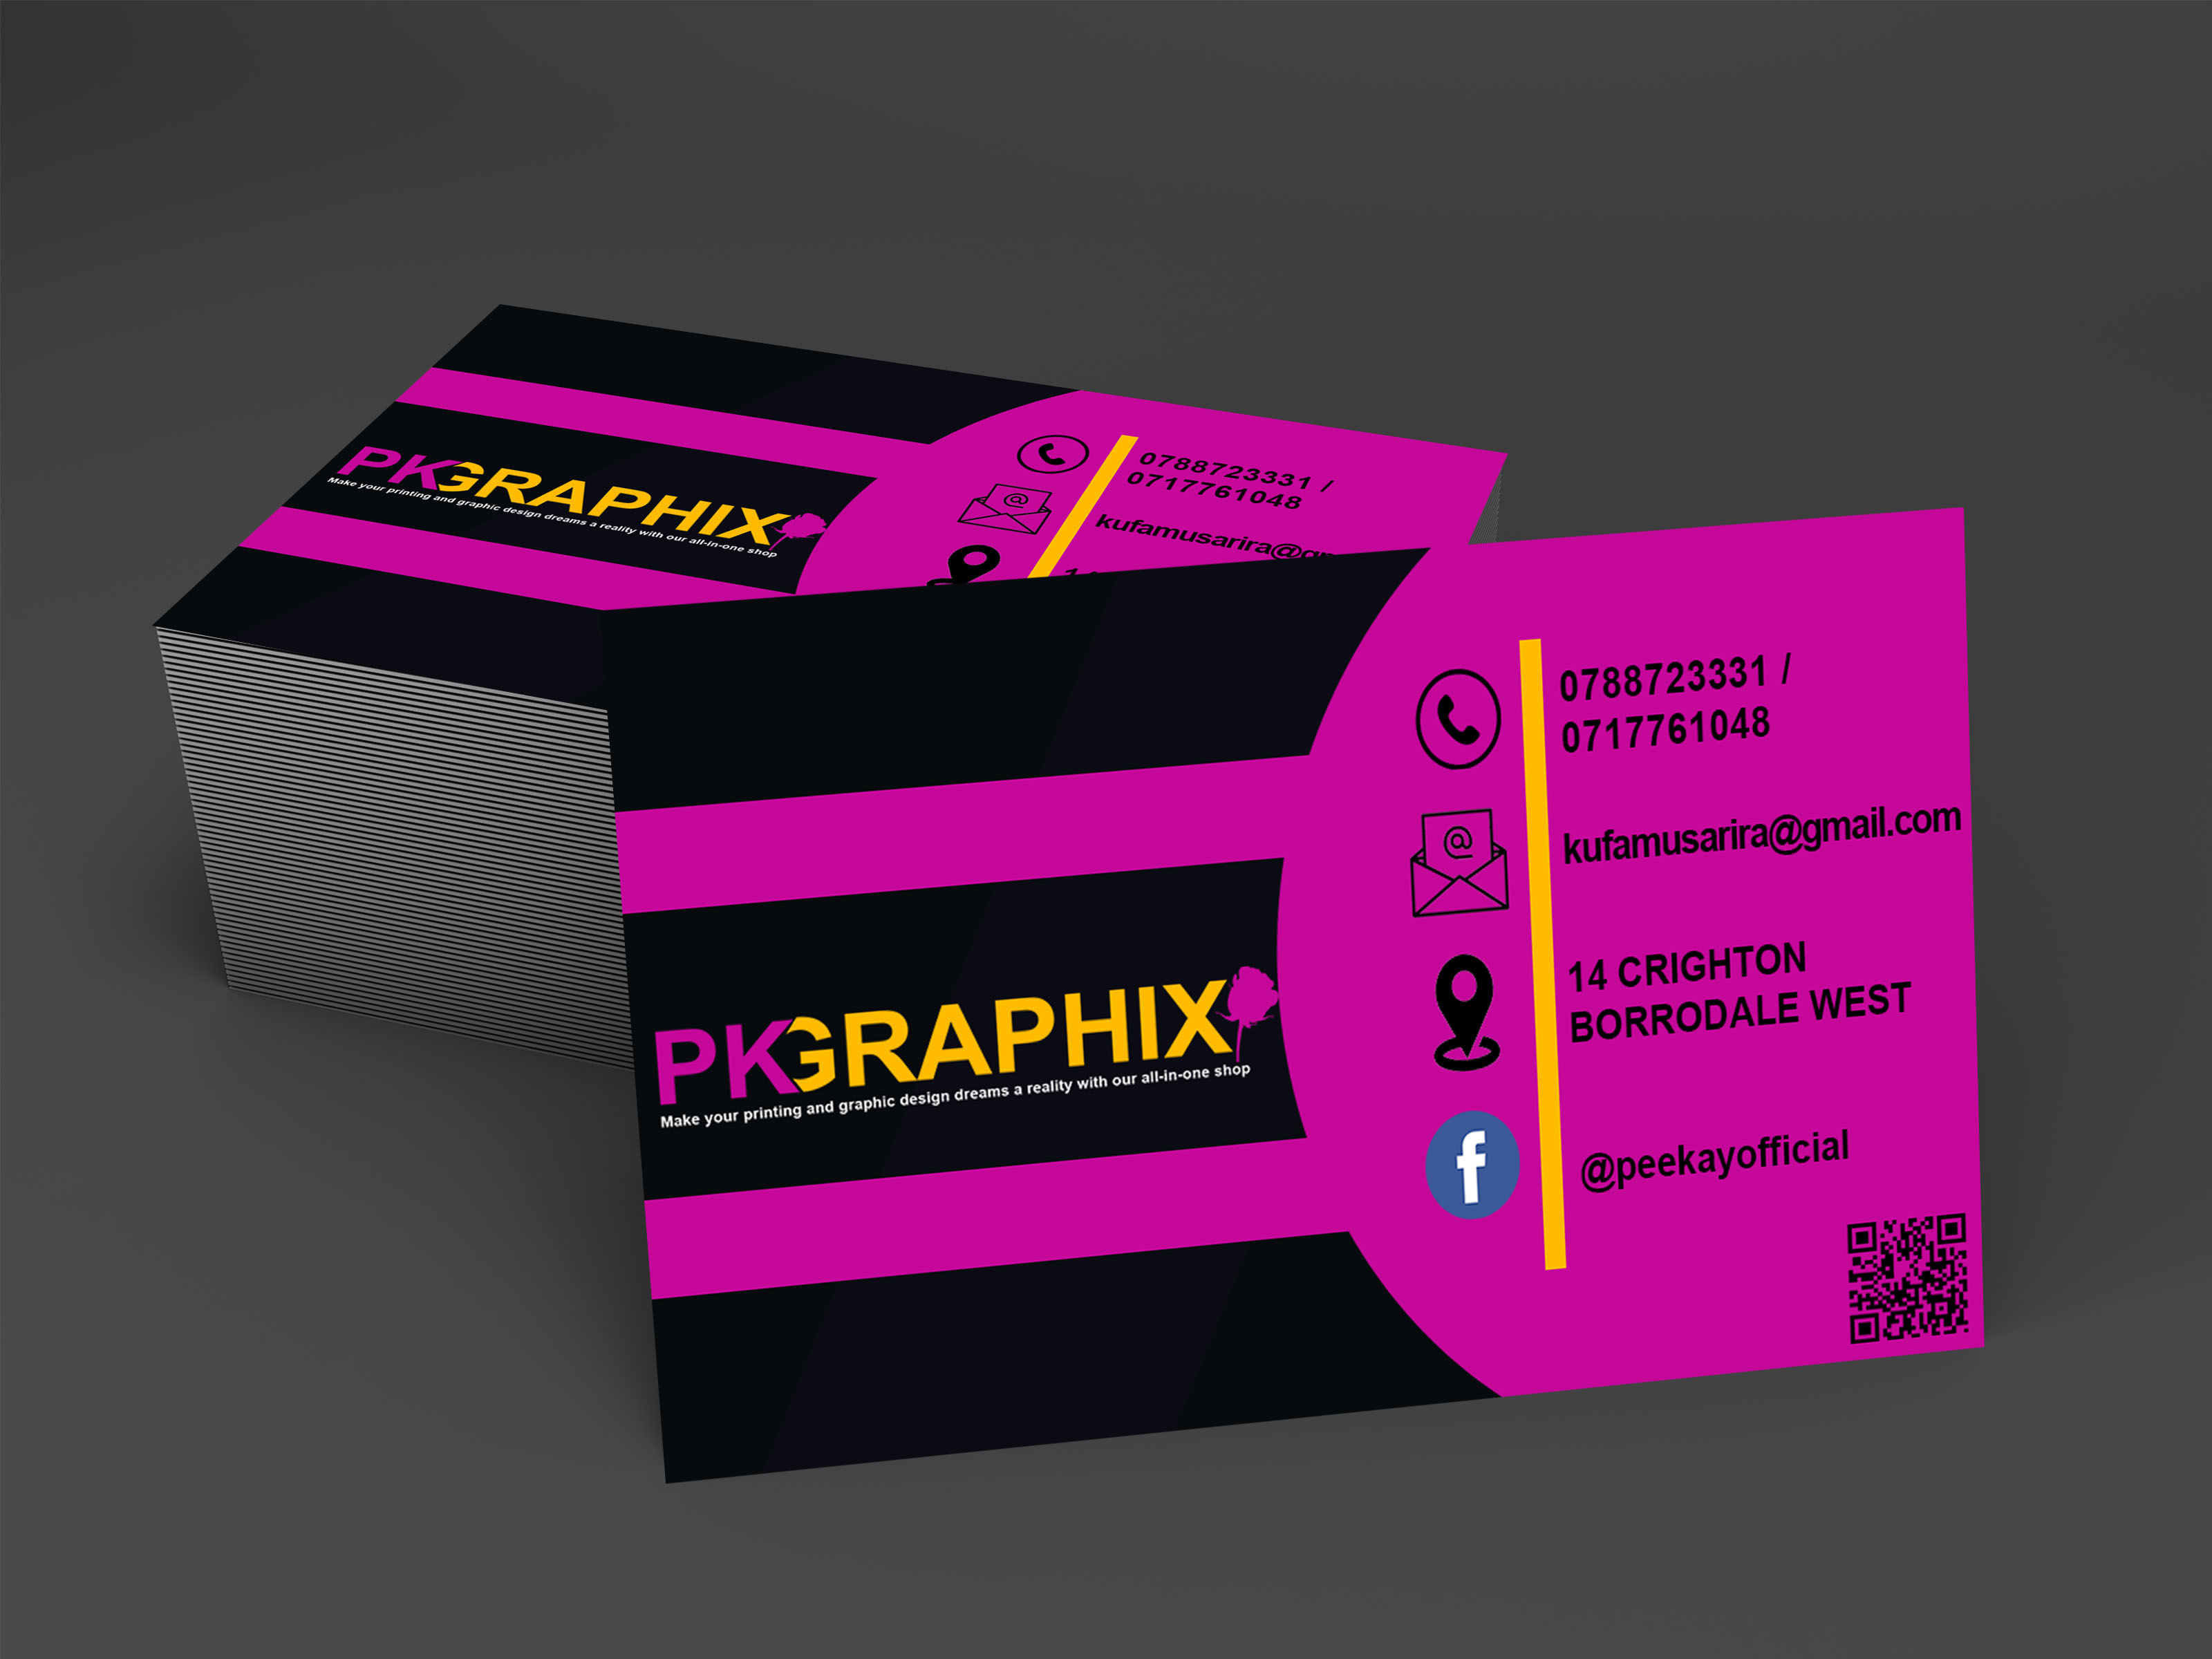 PKGRAPHIX
Make your printing and graphic design dreams a reality with our all-in-one shop
0788723331 /
0717761048
kufamusarira@gm
PKGRAPHIX
Make your printing and graphic design dreams a reality with our all-in-one shop
0788723331 /
0717761048
@
kufamusarira@gmail.com
14 CRIGHTON
BORRODALE WEST
f
@peekayofficial